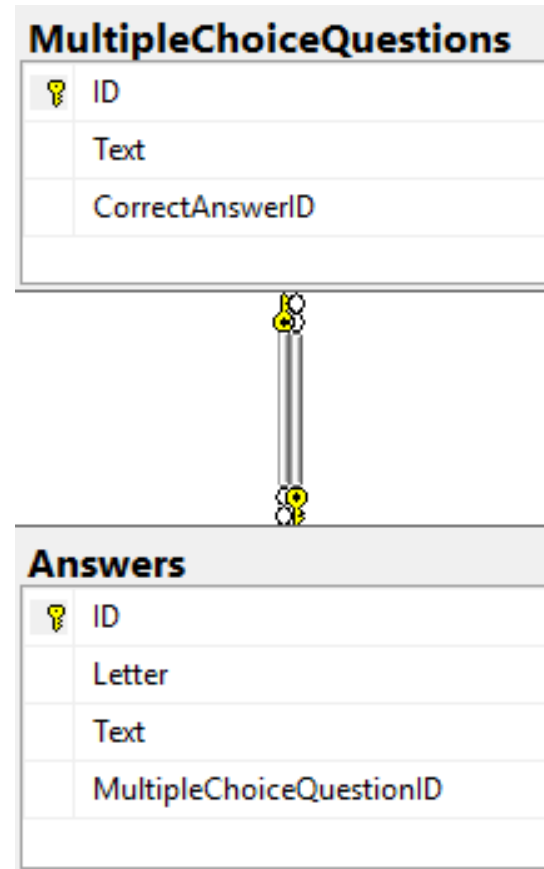 MultipleChoiceQuestions
ID
Text
CorrectAnswerID
Answers
ID
Letter
Text
MultipleChoiceQuestionID